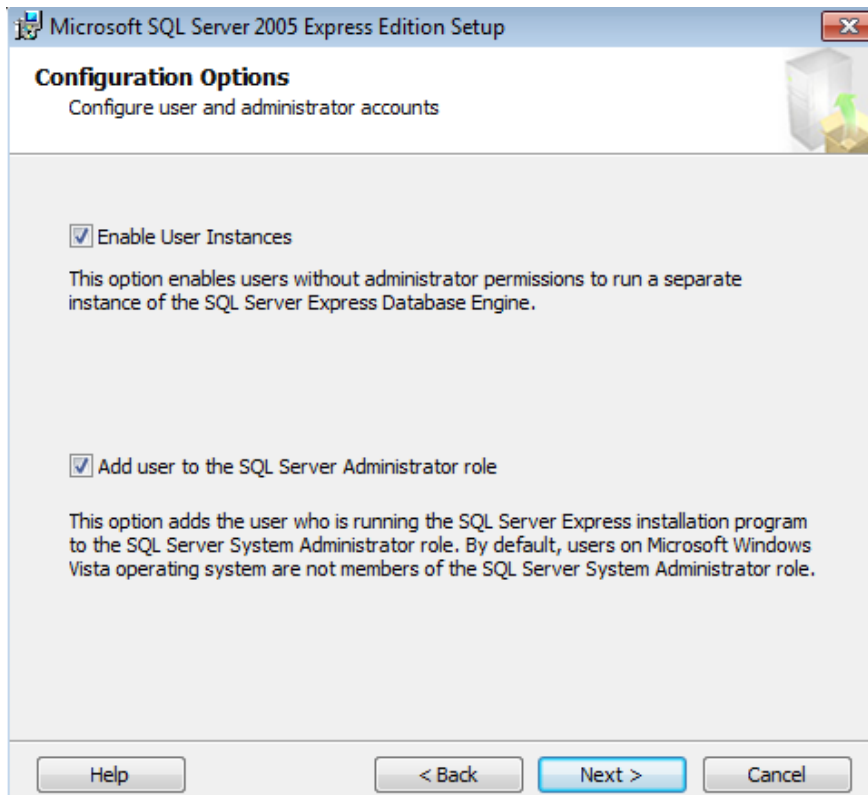 Microsoft SQL Server 2005 Express Edition Setup
Configuration Options
Configure user and administrator accounts
Enable User Instances
This option enables users without administrator permissions to run a separate
instance of the SQL Server Express Database Engine.
Add user to the SQL Server Administrator role
This option adds the user who is running the SQL Server Express installation program
to the SQL Server System Administrator role. By default, users on Microsoft Windows
Vista operating system are not members of the SQL Server System Administrator role.
Help
< Back
Next >
Cancel